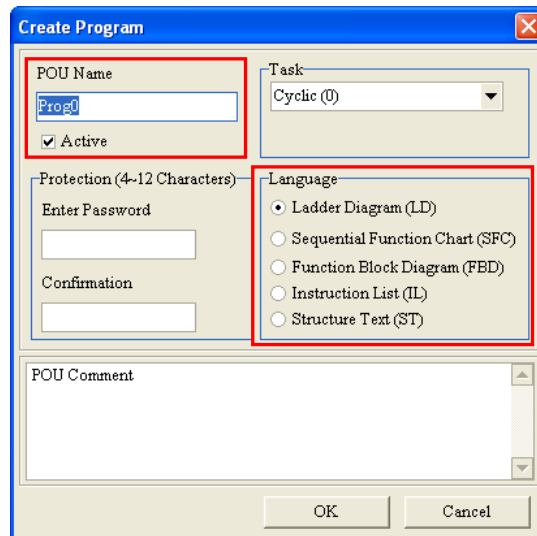 Create Program
POU Name
Prog0
Active
Task
Cyclic (0)
Protection (4~12 Characters)
Enter Password
Confirmation
Language
Ladder Diagram (LD)
Sequential Function Chart (SFC)
Function Block Diagram (FBD)
Instruction List (IL)
Structure Text (ST)
POU Comment
OK
Cancel